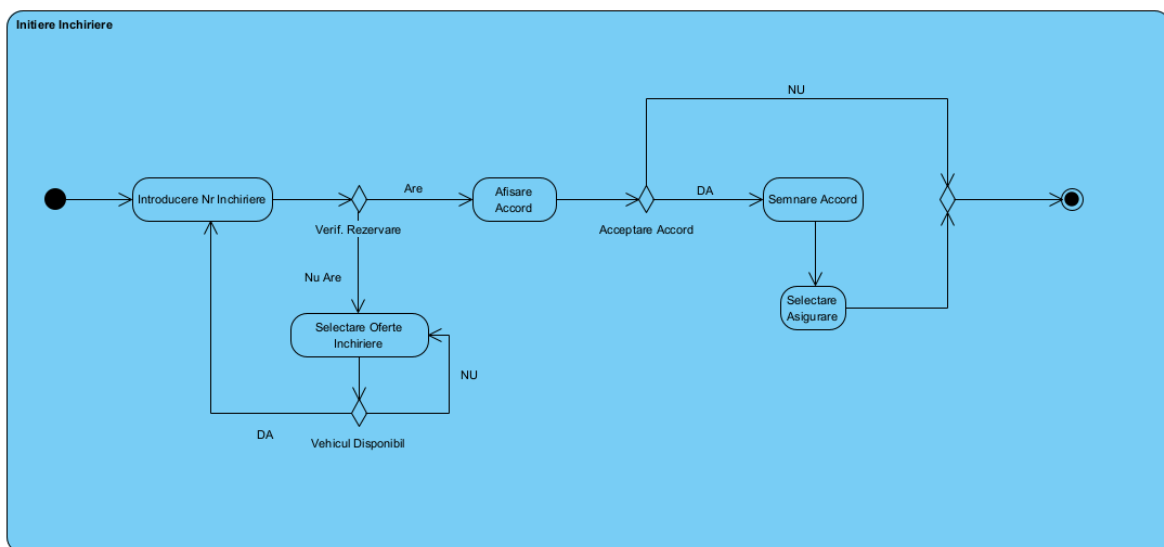 Initiere Inchiriere
NU
Introducere Nr Inchiriere
Are
Afisare
Accord
DA
Semnare Accord
Verif. Rezervare
Acceptare Accord
Nu Are
Selectare
Asigurare
Selectare Oferte
Inchiriere
NU
DA
Vehicul Disponibil